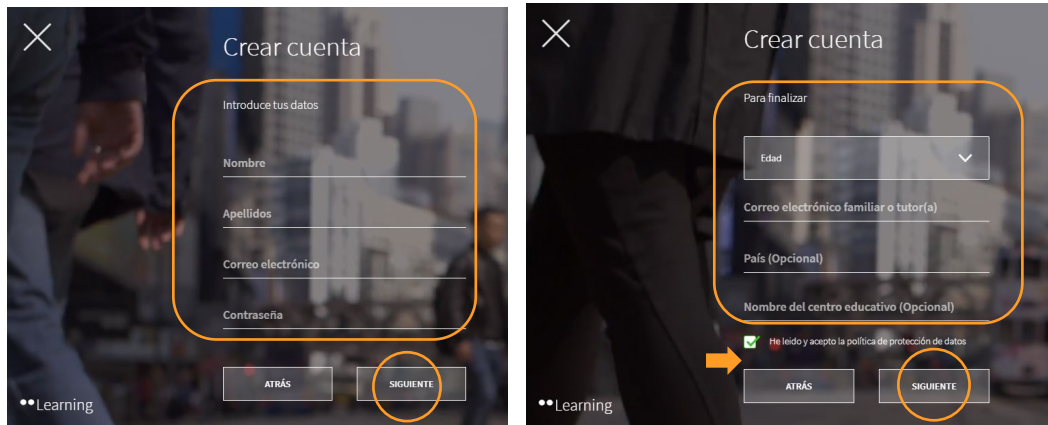 Crear cuenta
Introduce tus datos
Nombre
Apellidos
Correo electrónico
Contraseña
ATRÁS
SIGUIENTE
••Learning
Crear cuenta
Para finalizar
Edad
Correo electrónico familiar o tutor(a)
País (Opcional)
Nombre del centro educativo (Opcional)
He leido y acepto la política de protección de datos
ATRÁS
SIGUIENTE
••Learning